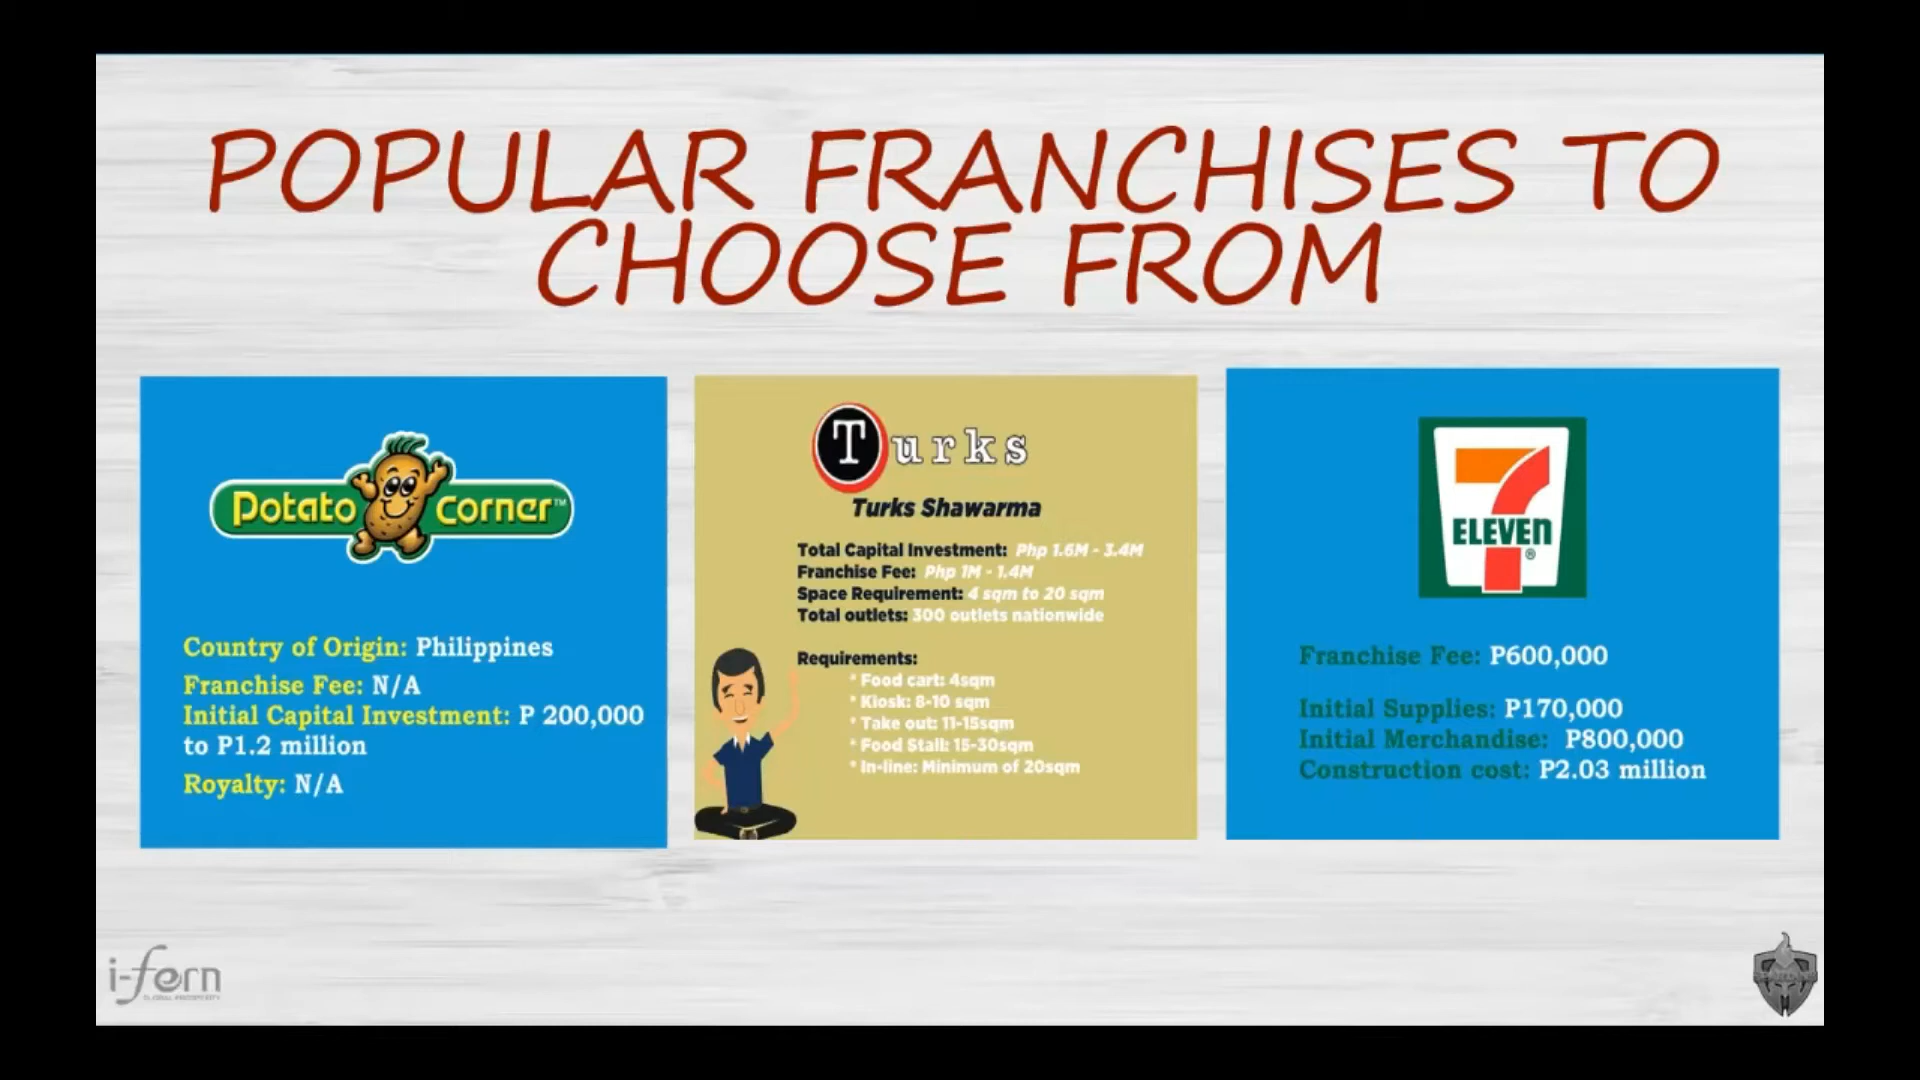 POPULAR FRANCHISES TO
CHOOSE FROM
Potato Corner™
Country of Origin: Philippines
Franchise Fee: N/A
Initial Capital Investment: P 200,000
to P1.2 million
Royalty: N/A
Turks
Turks Shawarma
Total Capital Investment: Php 1.6M - 3.4M
Franchise Fee: Php 1M - 1.4M
Space Requirement: 4 sqm to 20 sqm
Total outlets: 300 outlets nationwide
Requirements:
* Food cart: 4sqm
* Kiosk: 8-10 sqm
* Take out: 11-15sqm
* Food Stall: 15-30sqm
* In-line: Minimum of 20sqm
7
ELEVEN
®
Franchise Fee: P600,000
Initial Supplies: P170,000
Initial Merchandise: P800,000
Construction cost: P2.03 million
i-fern
GLOBAL PROSPERITY